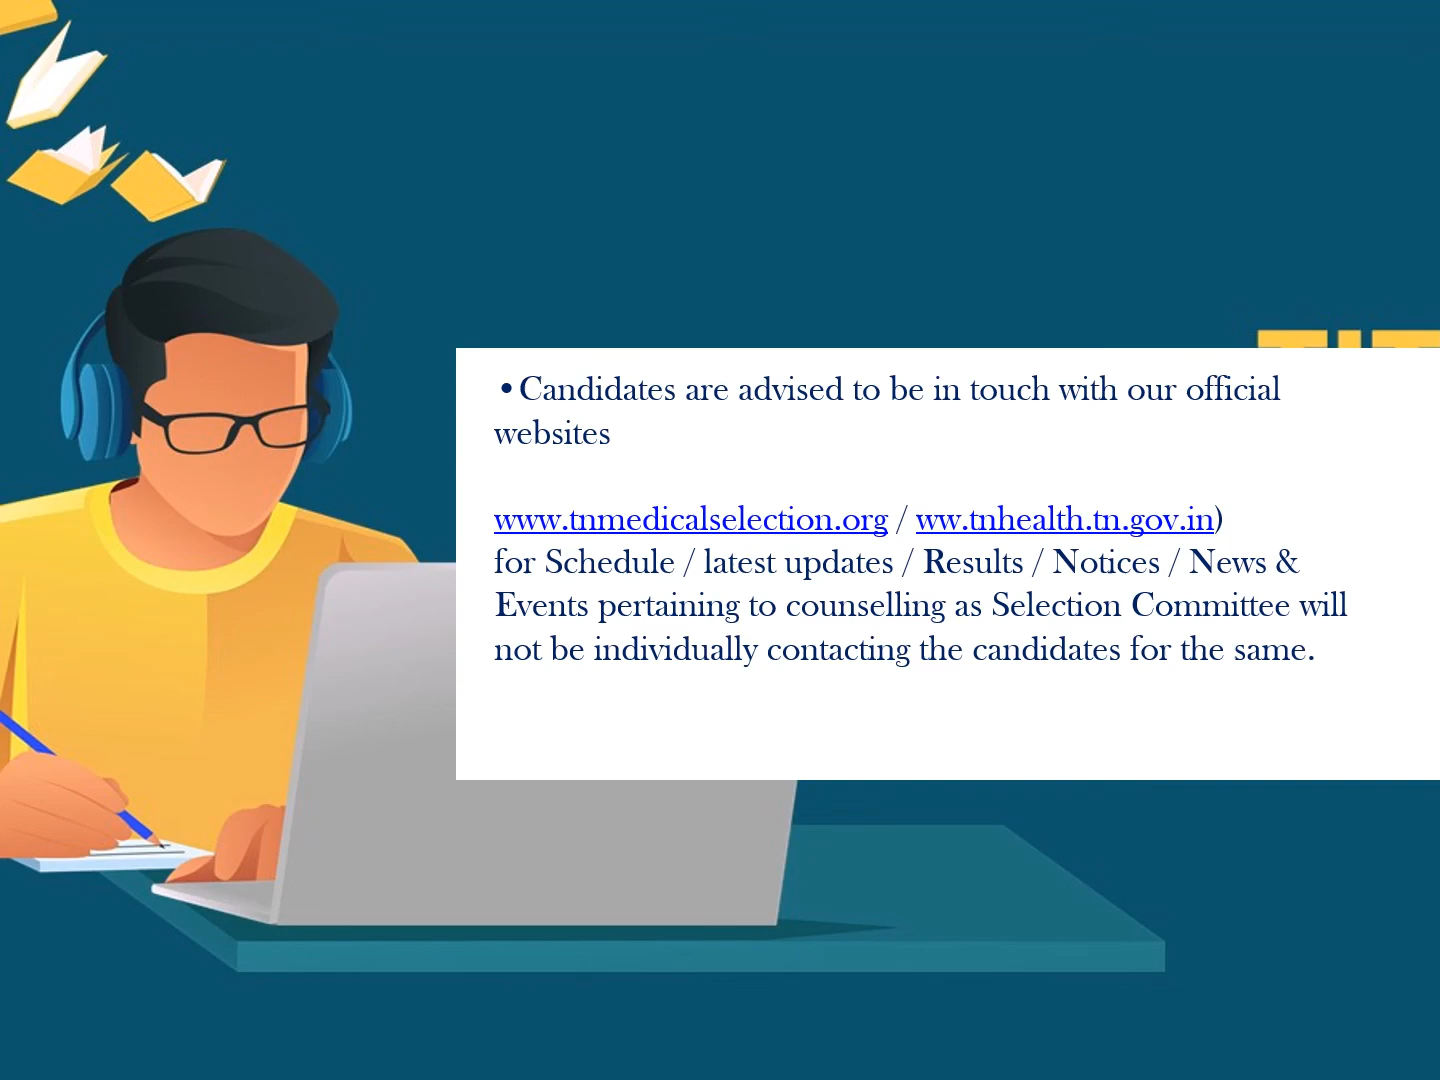 •Candidates are advised to be in touch with our official
websites
www.tnmedicalselection.org / ww.tnhealth.tn.gov.in)
for Schedule / latest updates / Results / Notices / News &
Events pertaining to counselling as Selection Committee will
not be individually contacting the candidates for the same.